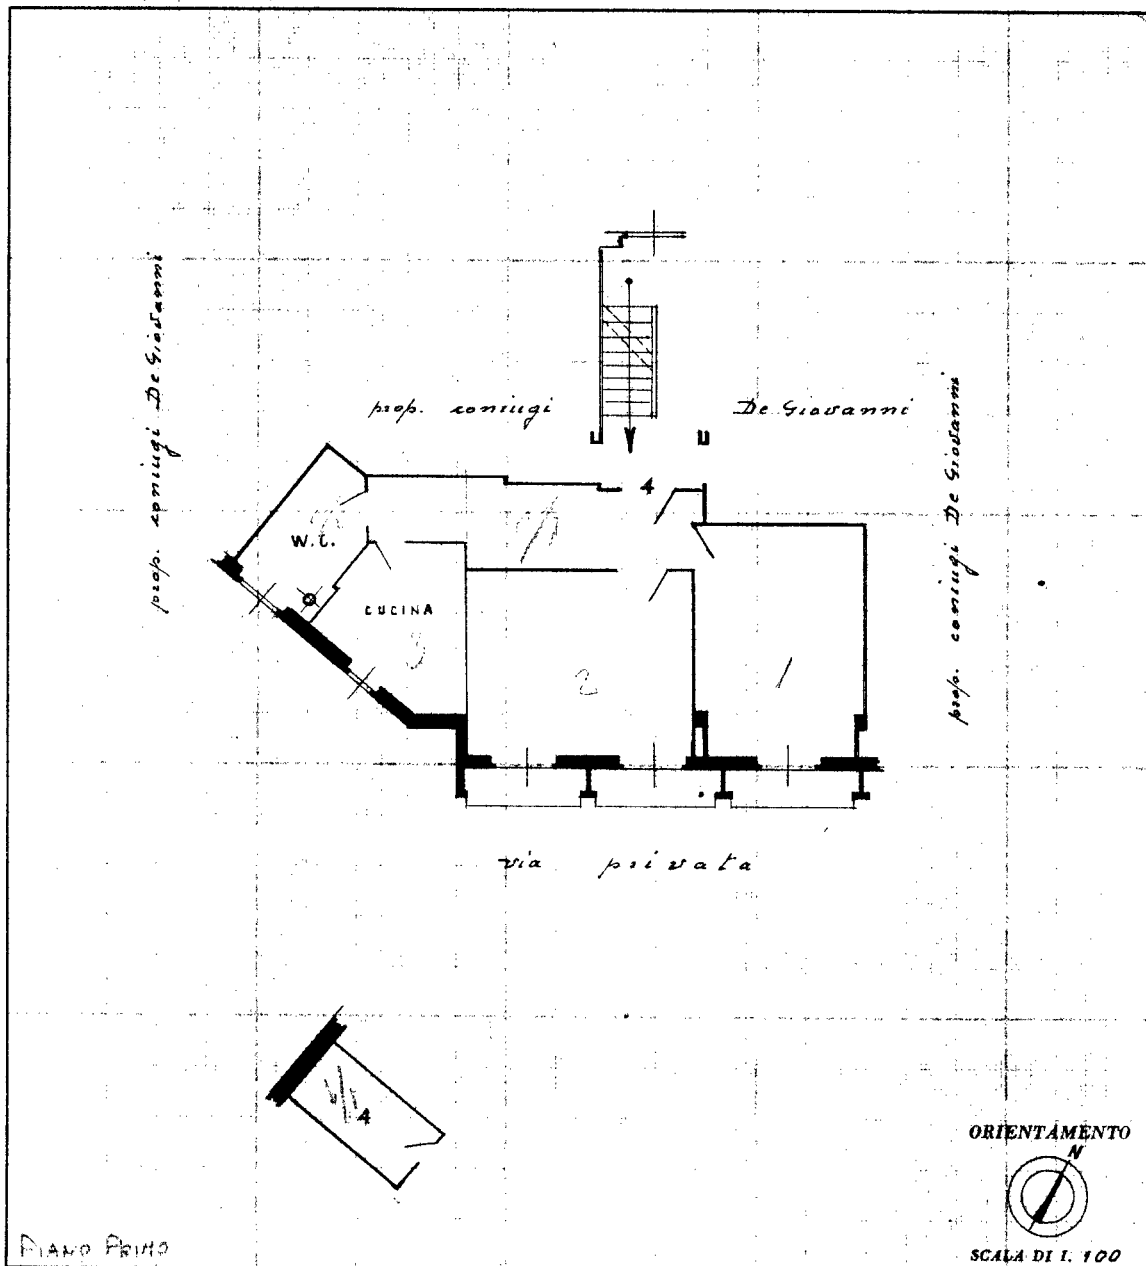 prop. coniugi De Giovanni
prop. coniugi De Giovanni
prop. coniugi De Giovanni
4
W.C.
CUCINA
3
2
1
via privata
4
ORIENTAMENTO
N
SCALA DI 1. 100
PIANO PRIMO